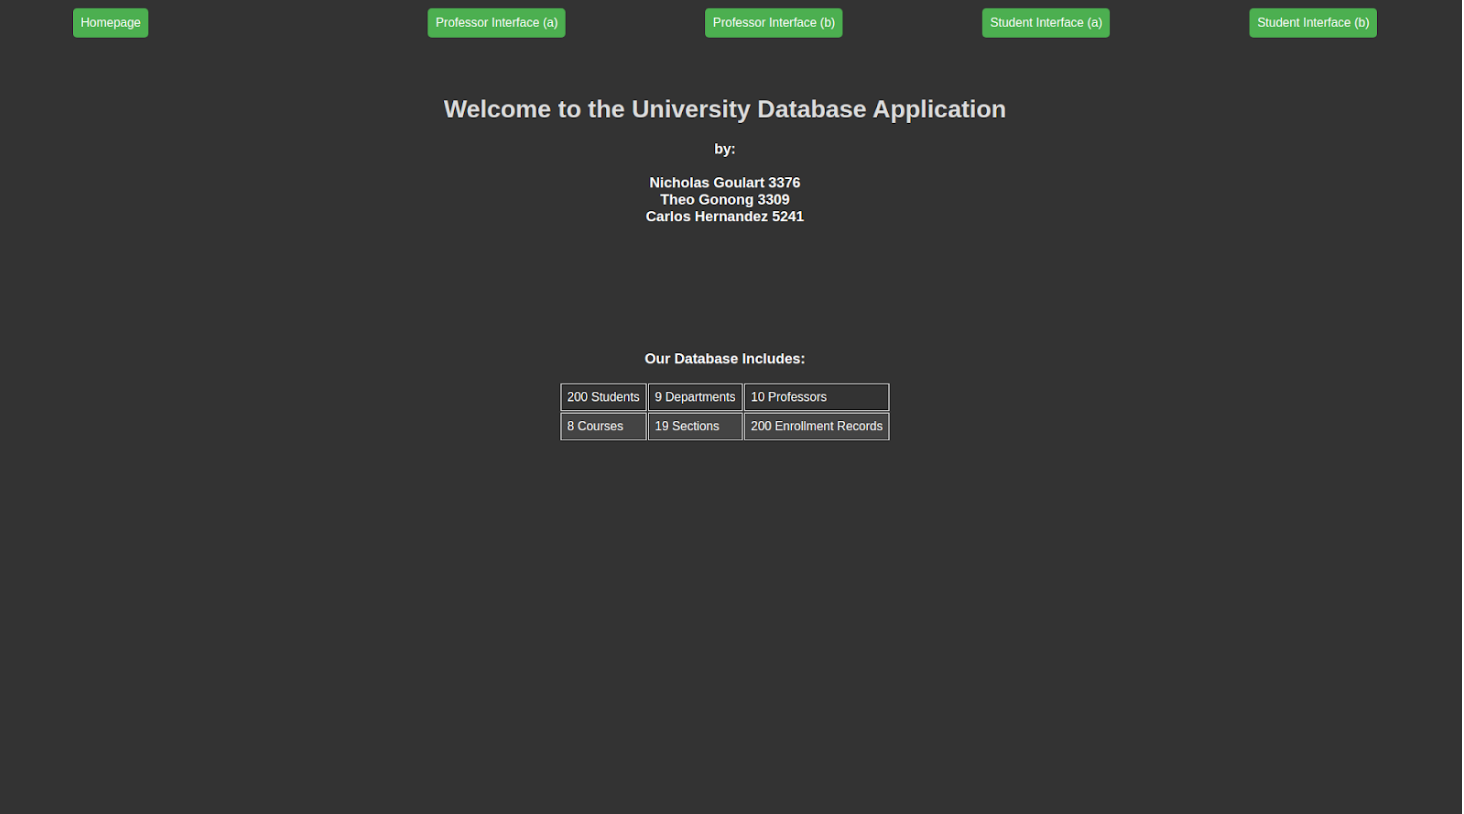 Homepage Professor Interface (a) Professor Interface (b) Student Interface (a) Student Interface (b)
Welcome to the University Database Application
by:
Nicholas Goulart 3376
Theo Gonong 3309
Carlos Hernandez 5241
Our Database Includes:
200 Students 9 Departments 10 Professors
8 Courses 19 Sections 200 Enrollment Records